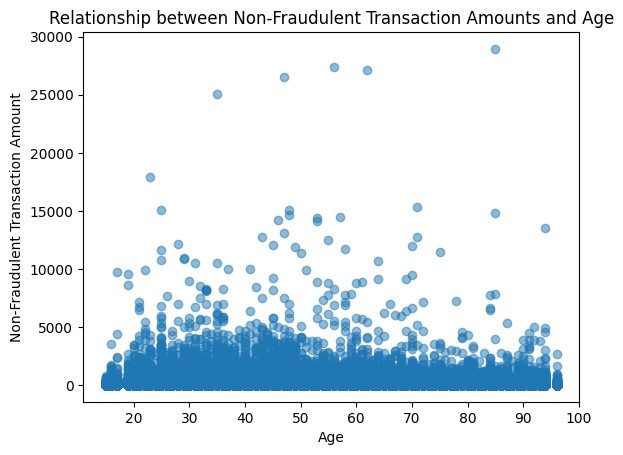 Relationship between Non-Fraudulent Transaction Amounts and Age
30000
25000
20000
15000
10000
5000
0
Non-Fraudulent Transaction Amount
20 30 40 50 60 70 80 90 100
Age